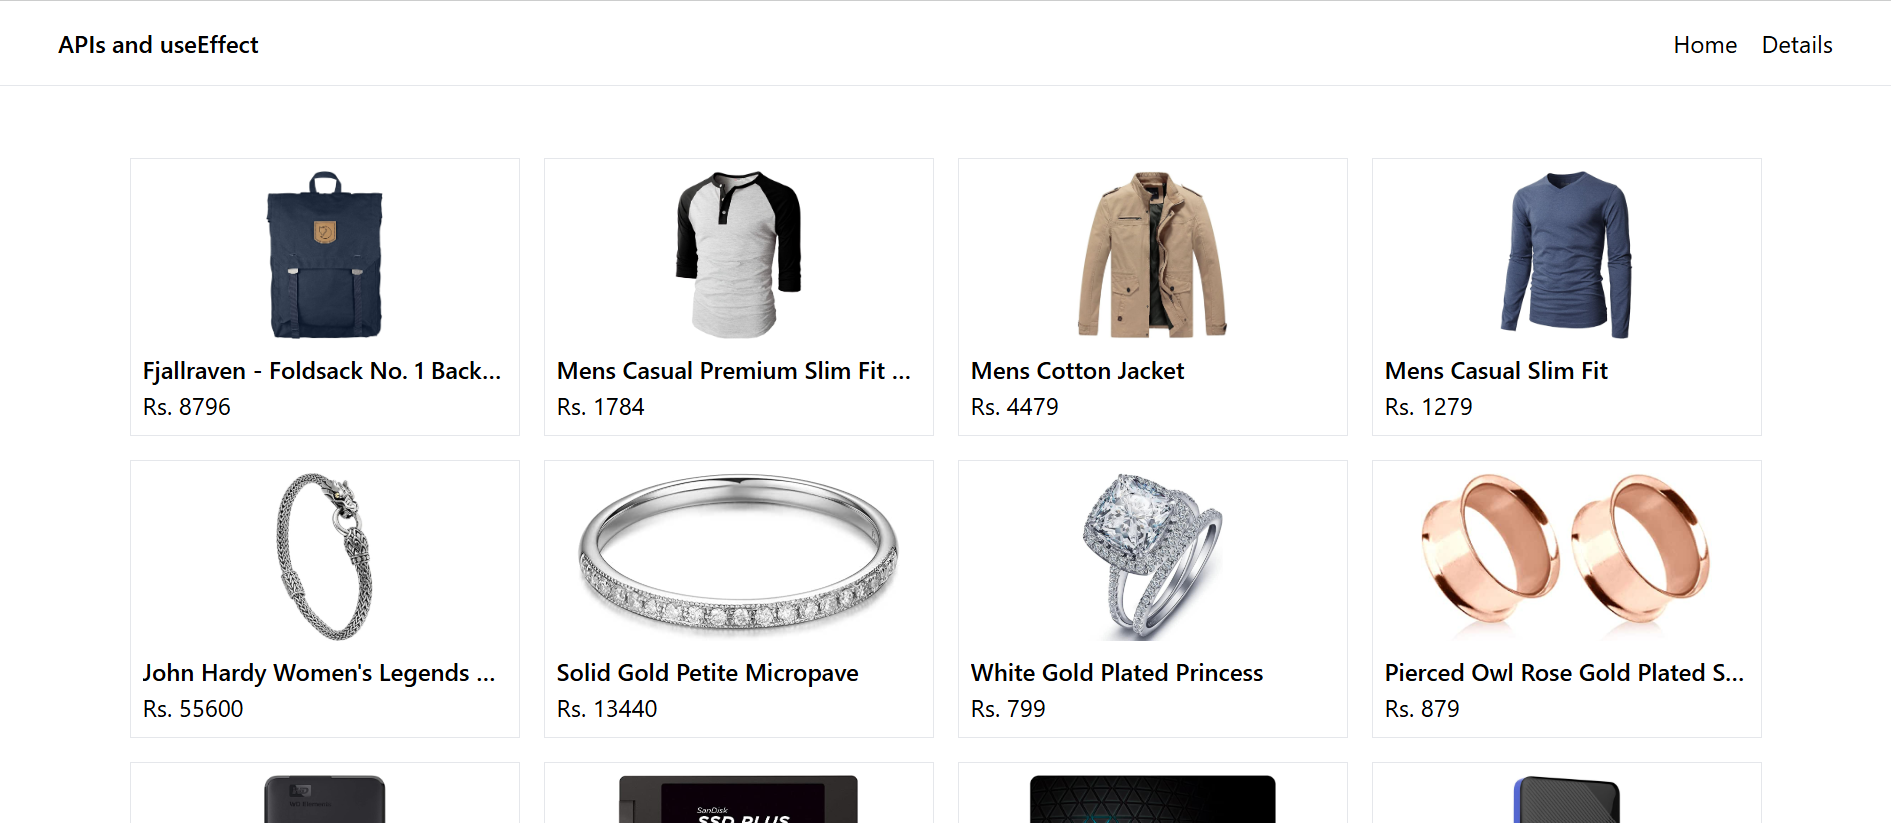 APIs and useEffect
Home Details
Fjallraven - Foldsack No. 1 Back...
Rs. 8796
Mens Casual Premium Slim Fit ...
Rs. 1784
Mens Cotton Jacket
Rs. 4479
Mens Casual Slim Fit
Rs. 1279
John Hardy Women's Legends ...
Rs. 55600
Solid Gold Petite Micropave
Rs. 13440
White Gold Plated Princess
Rs. 799
Pierced Owl Rose Gold Plated S...
Rs. 879
WD Elements
SanDisk
SSD PLUS